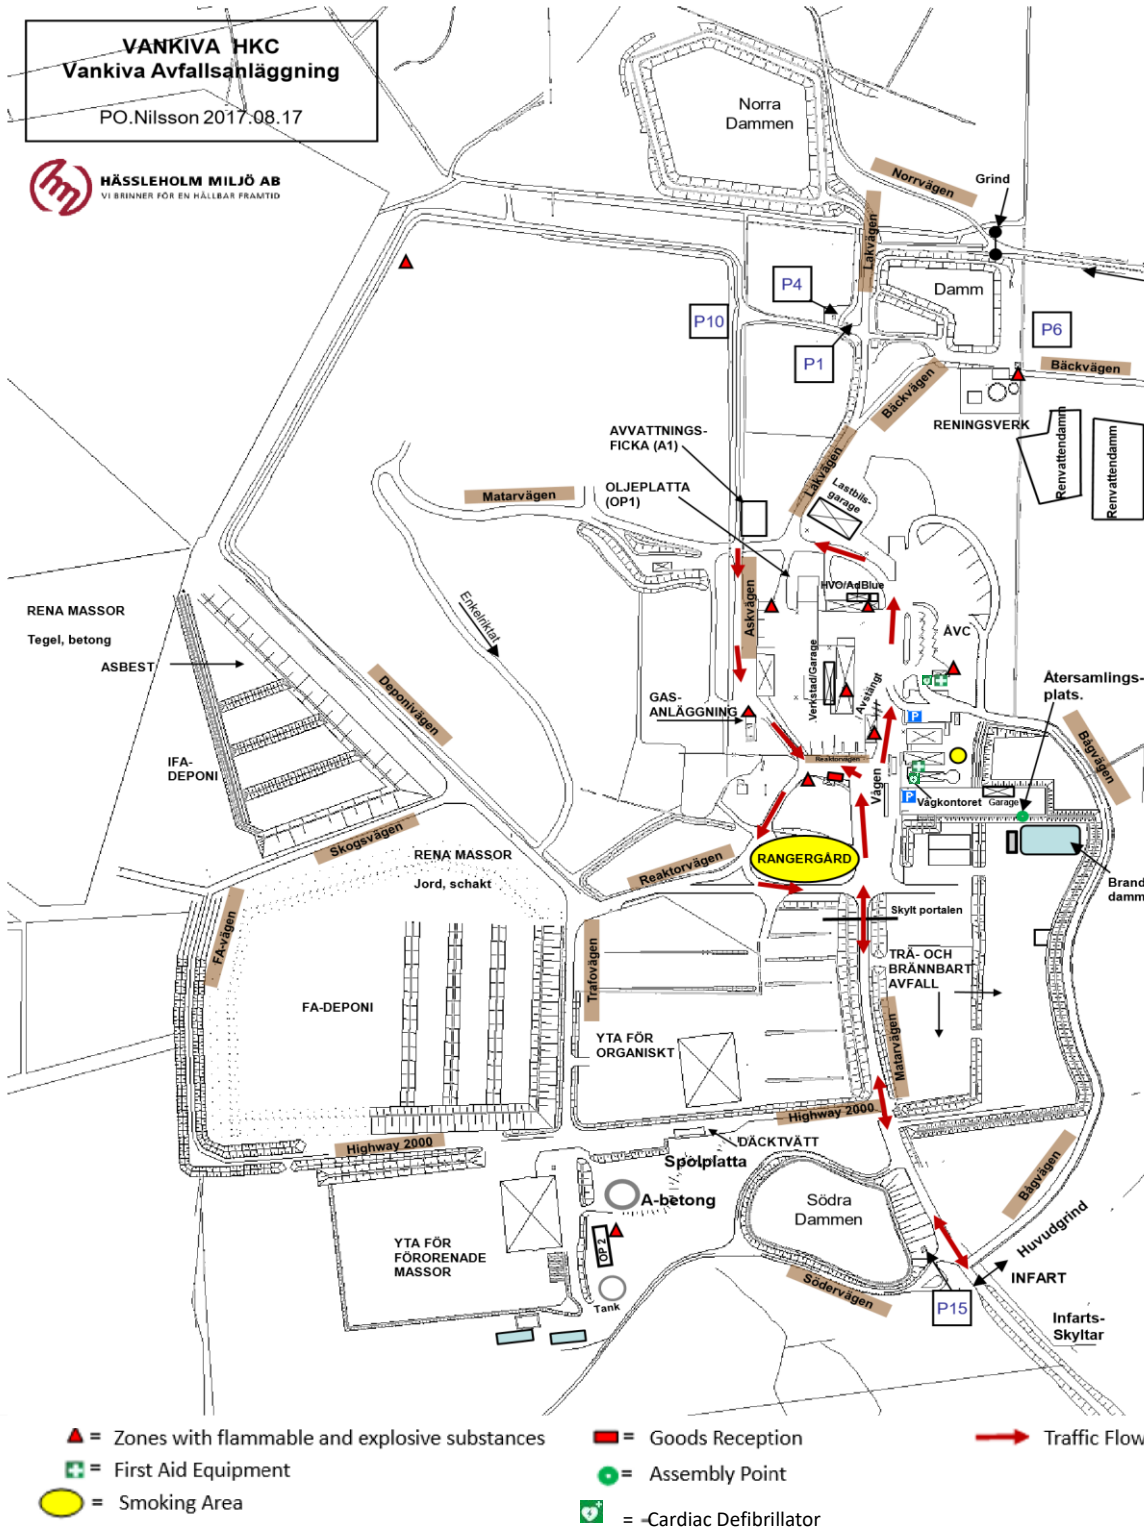 VANKIVA HKC
Vankiva Avfallsanläggning
PO.Nilsson 2017.08.17
HÄSSLEHOLM MILJÖ AB
VI BRINNER FÖR EN HÅLLBAR FRAMTID
Norra
Dammen
Norrvägen
Grind
Lakvägen
P4
Damm
P10
P6
P1
Bäckvägen
Bäckvägen
RENINGSVERK
Renvattendamm
Renvattendamm
AVVATTNINGS-
FICKA (A1)
Lakvägen
Lastbils-
garage
OLJEPLATTA
(OP1)
Matarvägen
HVO/AdBlue
Askvägen
Enkelriktat
RENA MASSOR
Tegel, betong
ASBEST
ÅVC
Återsamlings-
plats.
Deponivägen
GAS-
ANLÄGGNING
Verkstad/Garage
Avstängt
P
Bågvägen
IFA-
DEPONI
Reaktorvägen
Vägen
P
Vågkontoret
Garage
Skogsvägen
RENA MASSOR
Jord, schakt
Reaktorvägen
RANGERGÅRD
Brand
damm
FA-vägen
Skylt portalen
Trafovägen
TRÄ- OCH
BRÄNNBART
AVFALL
FA-DEPONI
YTA FÖR
ORGANISKT
Matarvägen
Highway 2000
Highway 2000
DÄCKTVÄTT
Spolplatta
Bågvägen
A-betong
Södra
Dammen
Huvudgrind
YTA FÖR
FÖRORENADE
MASSOR
OP 2
INFART
Södervägen
Tank
P15
Infarts-
Skyltar
= Zones with flammable and explosive substances
= Goods Reception
Traffic Flow
= First Aid Equipment
= Assembly Point
= Smoking Area
= Cardiac Defibrillator